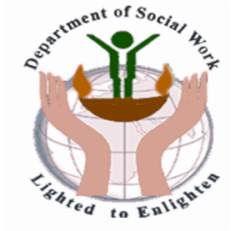 Department of Social Work
Lighted to Enlighten